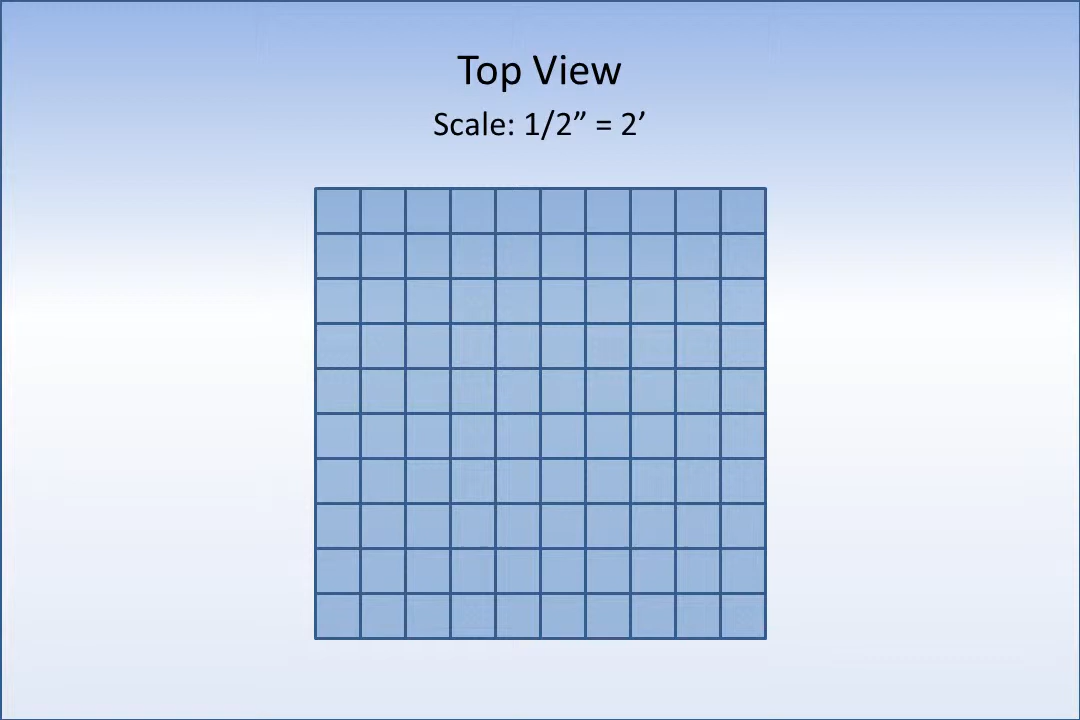 Top View
Scale: 1/2” = 2’